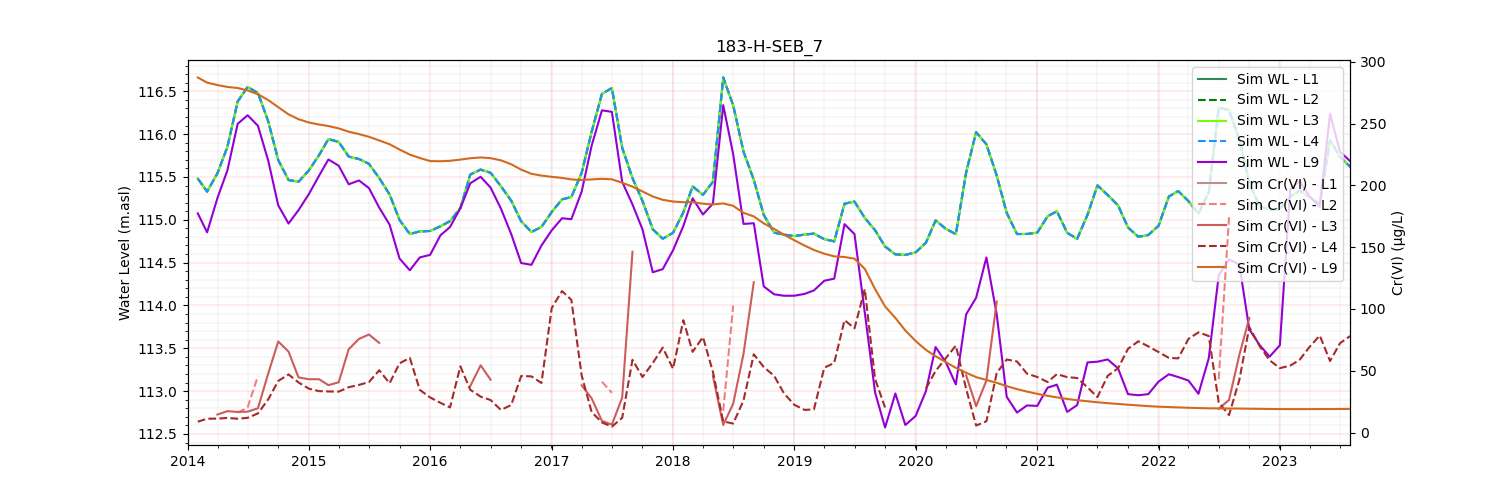 183-H-SEB_7
Water Level (m.asl)
116.5
116.0
115.5
115.0
114.5
114.0
113.5
113.0
112.5
2014
2015
2016
2017
2018
2019
2020
2021
2022
2023
300
250
200
150
100
50
0
Cr(VI) (μg/L)
Sim WL - L1
Sim WL - L2
Sim WL - L3
Sim WL - L4
Sim WL - L9
Sim Cr(VI) - L1
Sim Cr(VI) - L2
Sim Cr(VI) - L3
Sim Cr(VI) - L4
Sim Cr(VI) - L9